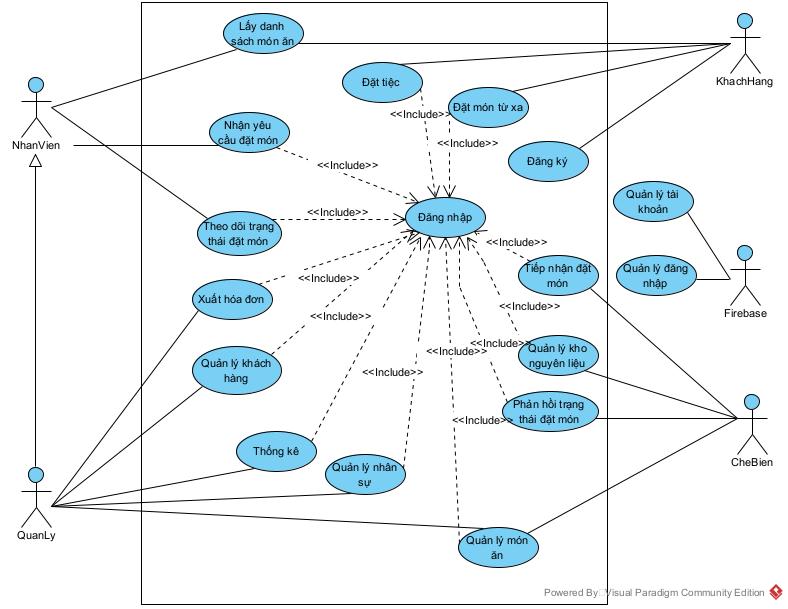 Lấy danh
sách món ăn
KhachHang
Đặt tiệc
Đặt món từ xa
<<Include>>
Nhận yêu
cầu đặt món
NhanVien
<<Include>>
<<Include>>
Đăng ký
Quản lý tài
khoản
<<Include>>
Đăng nhập
Theo dõi trạng
thái đặt món
<<Include>>
Tiếp nhận đặt
món
Quản lý đăng
nhập
<<Include>>
Xuất hóa đơn
<<Include>>
Firebase
<<Include>>
<<Include>>
Quản lý kho
nguyên liệu
Quản lý khách
hàng
<<Include>>
<<Include>>
Phản hồi trạng
thái đặt món
<<Include>>
Thống kê
CheBien
Quản lý nhân
sự
QuanLy
Quản lý món
ăn
Powered By Visual Paradigm Community Edition